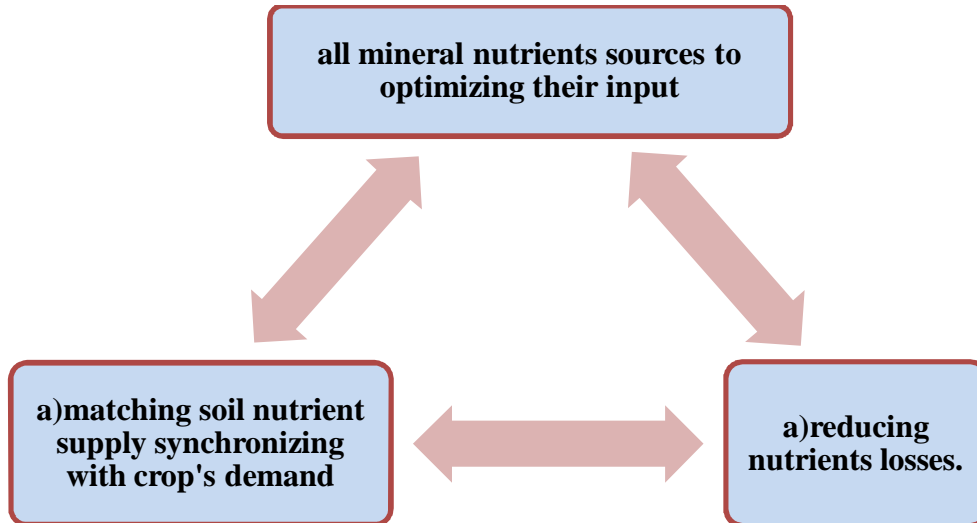 all mineral nutrients sources to
optimizing their input
a)matching soil nutrient
supply synchronizing
with crop's demand
a)reducing
nutrients losses.